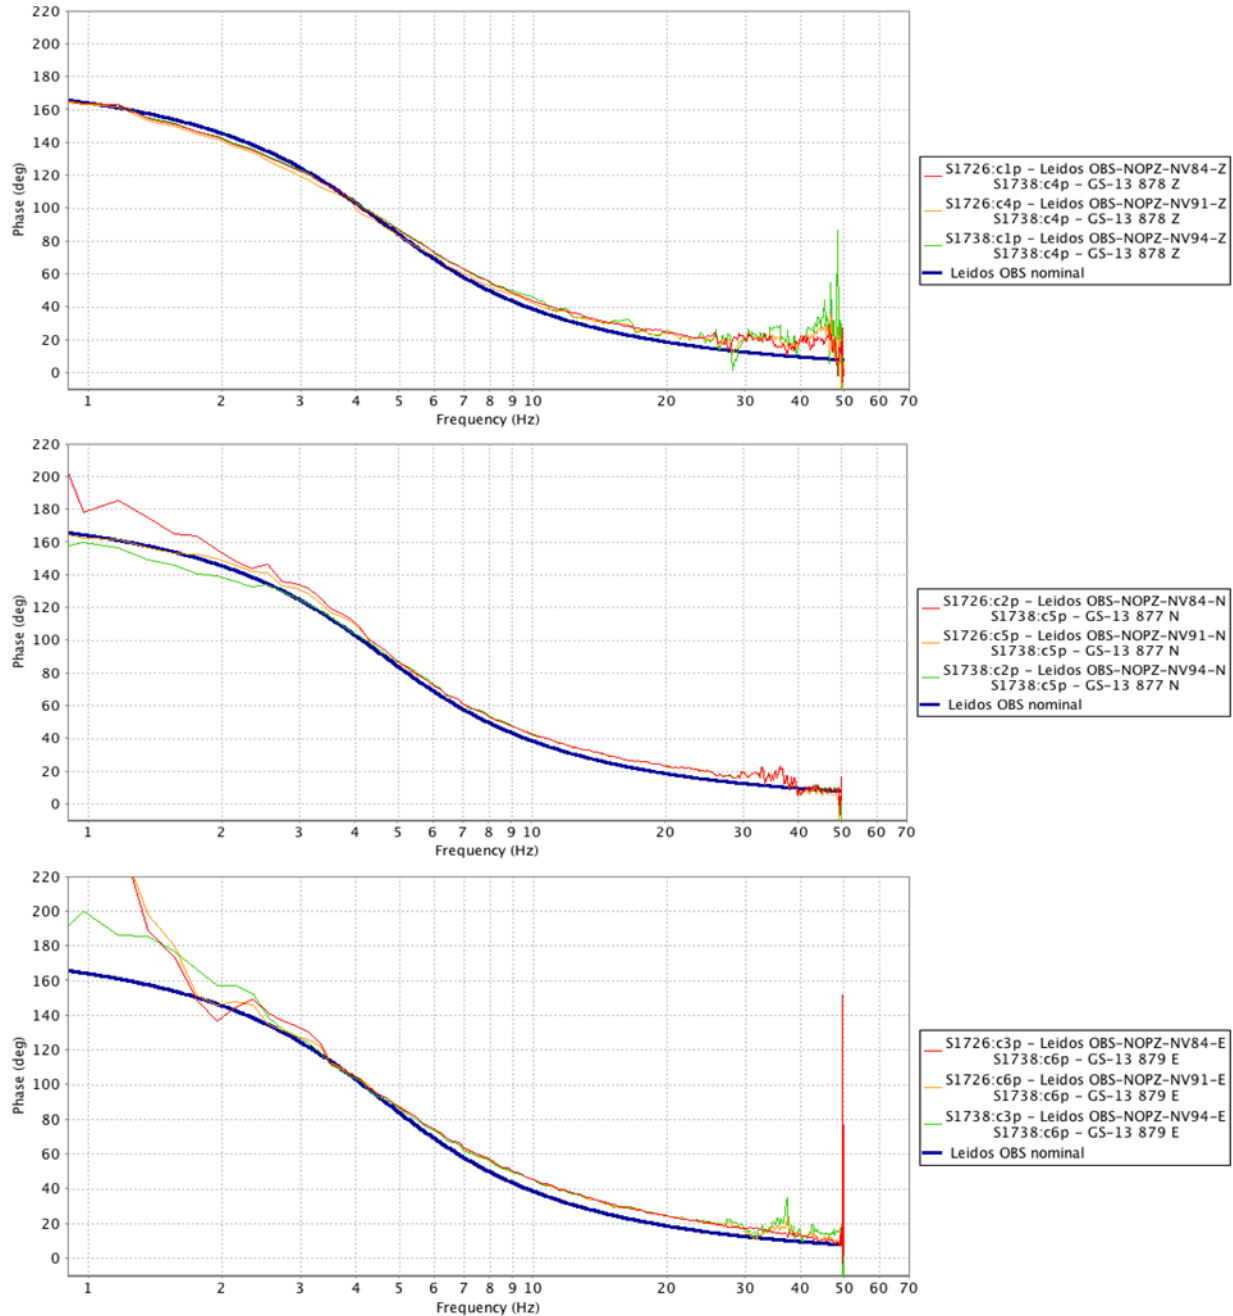 220
200
180
160
140
120
100
80
60
40
20
0
Phase (deg)
1 2 3 4 5 6 7 8 9 10 20 30 40 50 60 70
Frequency (Hz)
S1726:c1p - Leidos OBS-NOPZ-NV84-Z
S1738:c4p - GS-13 878 Z
S1726:c4p - Leidos OBS-NOPZ-NV91-Z
S1738:c4p - GS-13 878 Z
S1738:c1p - Leidos OBS-NOPZ-NV94-Z
S1738:c4p - GS-13 878 Z
Leidos OBS nominal
220
200
180
160
140
120
100
80
60
40
20
0
Phase (deg)
1 2 3 4 5 6 7 8 9 10 20 30 40 50 60 70
Frequency (Hz)
S1726:c2p - Leidos OBS-NOPZ-NV84-N
S1738:c5p - GS-13 877 N
S1726:c5p - Leidos OBS-NOPZ-NV91-N
S1738:c5p - GS-13 877 N
S1738:c2p - Leidos OBS-NOPZ-NV94-N
S1738:c5p - GS-13 877 N
Leidos OBS nominal
220
200
180
160
140
120
100
80
60
40
20
0
Phase (deg)
1 2 3 4 5 6 7 8 9 10 20 30 40 50 60 70
Frequency (Hz)
S1726:c3p - Leidos OBS-NOPZ-NV84-E
S1738:c6p - GS-13 879 E
S1726:c6p - Leidos OBS-NOPZ-NV91-E
S1738:c6p - GS-13 879 E
S1738:c3p - Leidos OBS-NOPZ-NV94-E
S1738:c6p - GS-13 879 E
Leidos OBS nominal